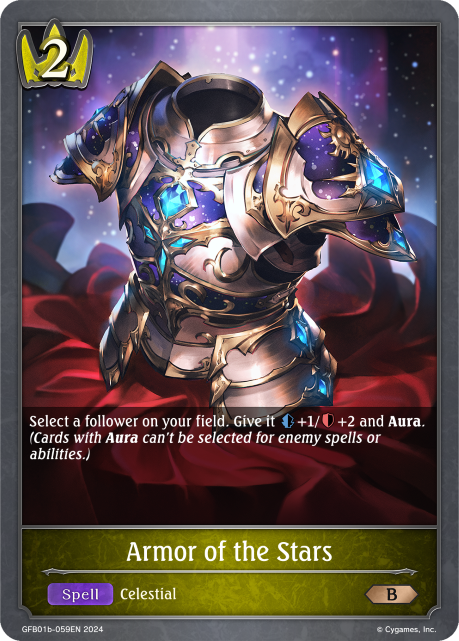 2
Select a follower on your field. Give it +1/ +2 and Aura.
(Cards with Aura can't be selected for enemy spells or
abilities.)
Armor of the Stars
Spell Celestial B
GFB01b-059EN 2024 © Cygames, Inc.